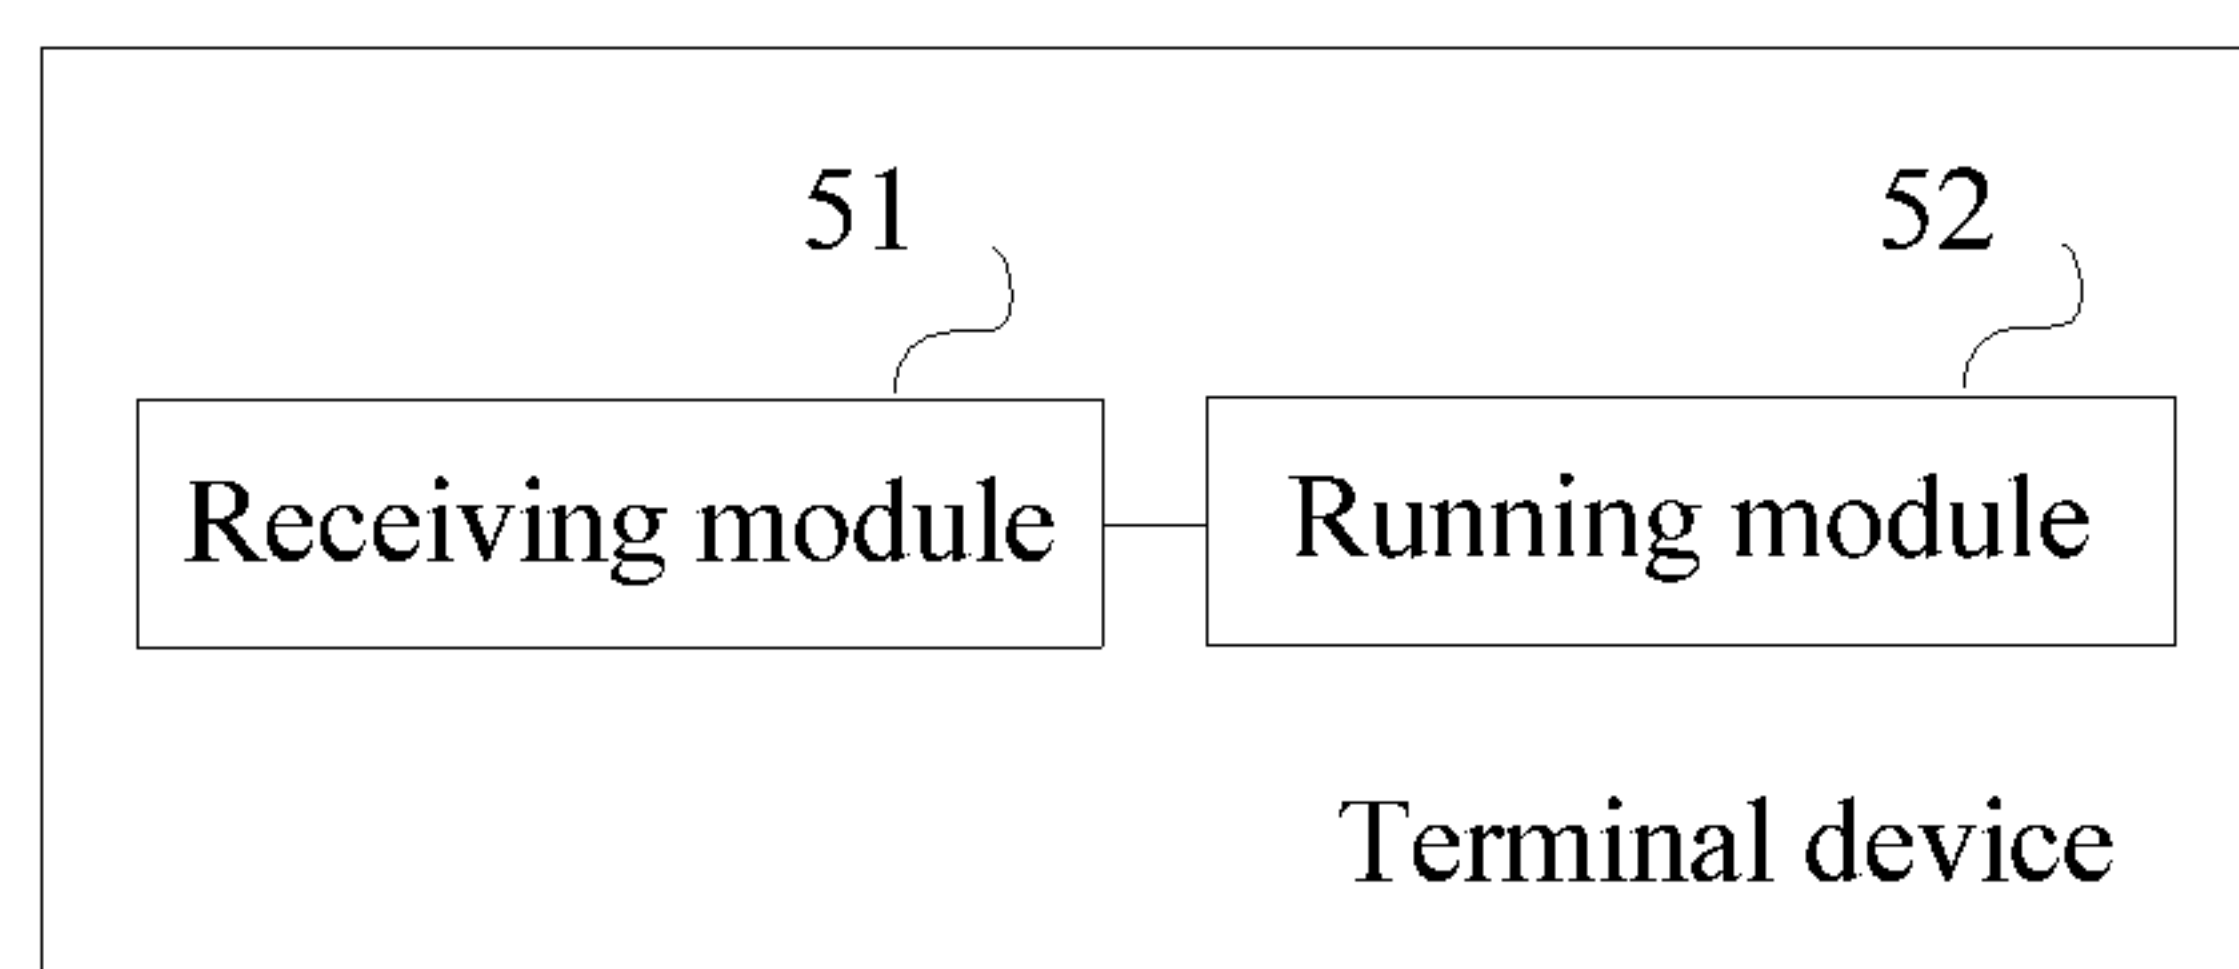 51
52
Receiving module
Running module
Terminal device